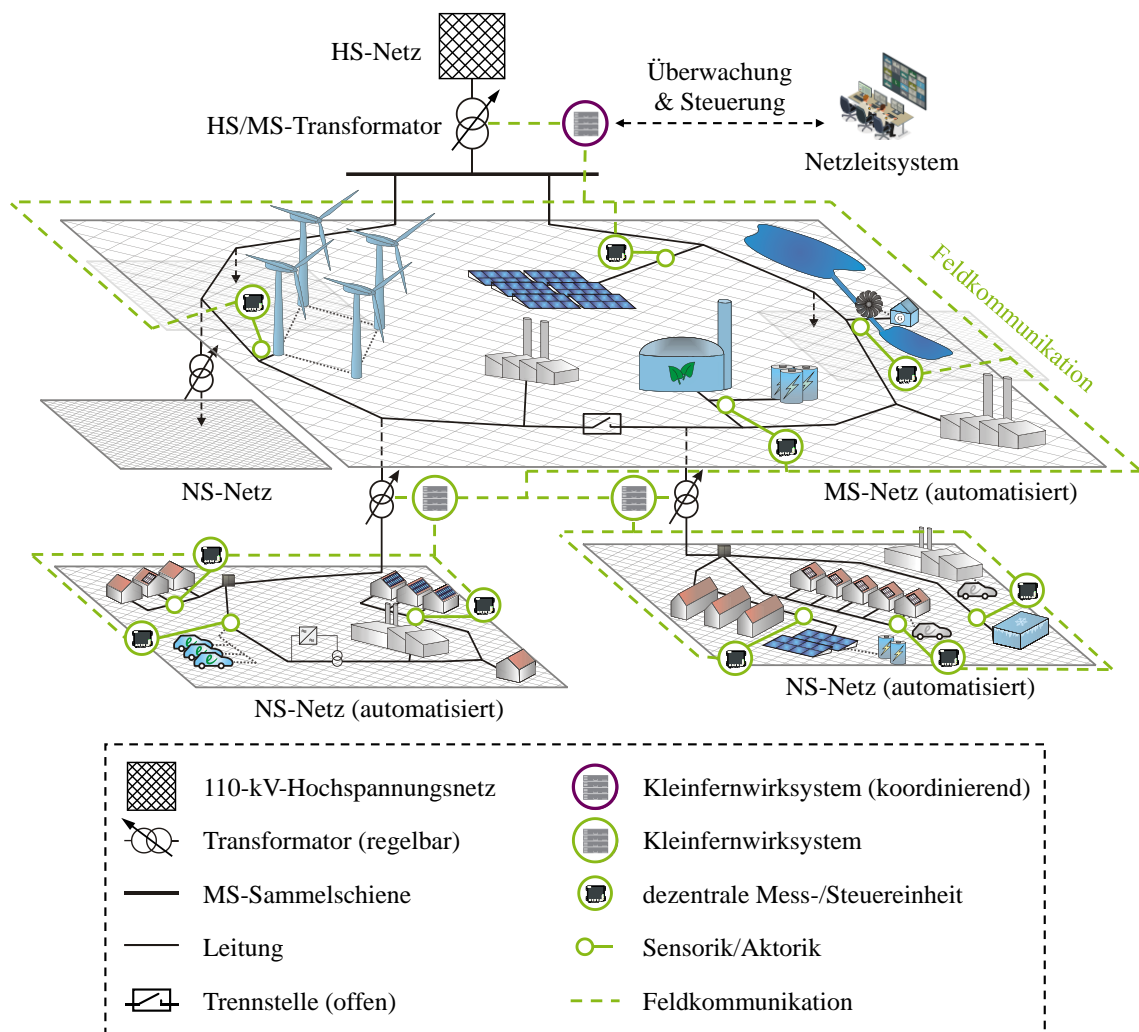 HS-Netz
Überwachung
& Steuerung
HS/MS-Transformator
Netzleitsystem
Feldkommunikation
G
NS-Netz
MS-Netz (automatisiert)
NS-Netz (automatisiert)
NS-Netz (automatisiert)
110-kV-Hochspannungsnetz
Kleinfernwirksystem (koordinierend)
Transformator (regelbar)
Kleinfernwirksystem
MS-Sammelschiene
dezentrale Mess-/Steuereinheit
Leitung
Sensorik/Aktorik
Trennstelle (offen)
Feldkommunikation